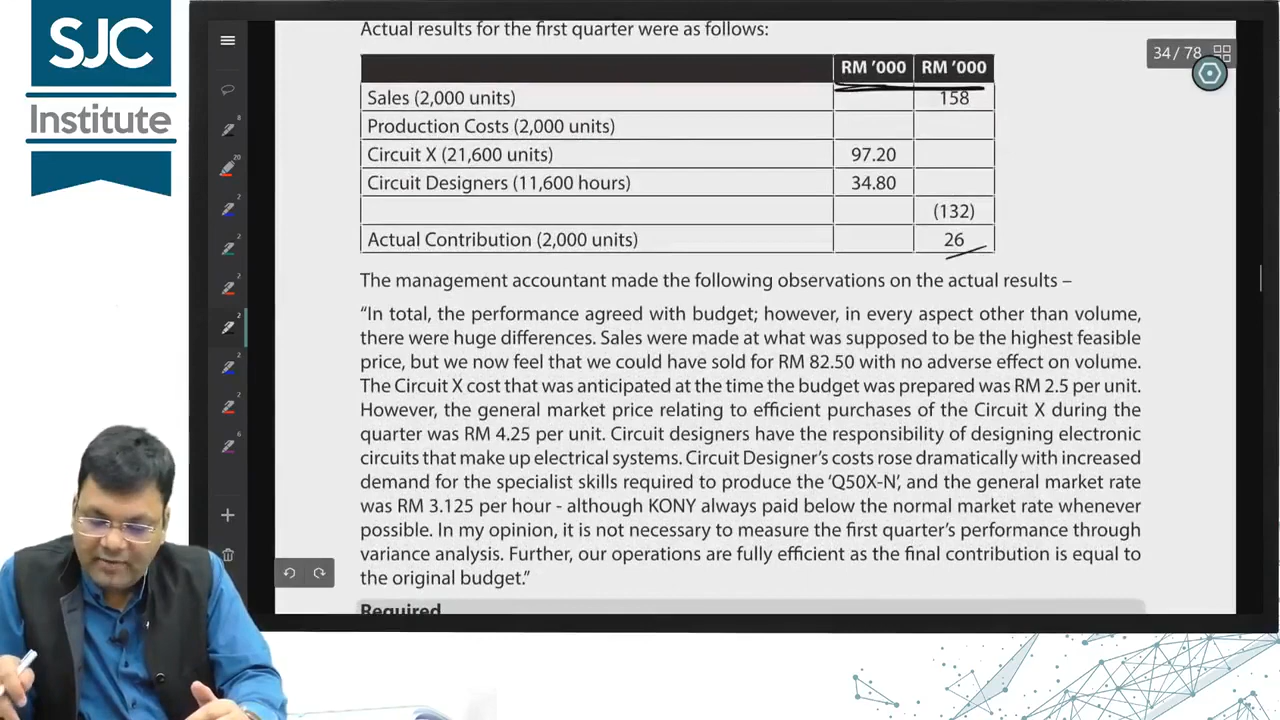 SJC
Institute
Actual results for the first quarter were as follows:
34 / 78
RM ’000 RM ’000
Sales (2,000 units) 158
Production Costs (2,000 units)
Circuit X (21,600 units) 97.20
Circuit Designers (11,600 hours) 34.80
(132)
Actual Contribution (2,000 units) 26
The management accountant made the following observations on the actual results –
“In total, the performance agreed with budget; however, in every aspect other than volume,
there were huge differences. Sales were made at what was supposed to be the highest feasible
price, but we now feel that we could have sold for RM 82.50 with no adverse effect on volume.
The Circuit X cost that was anticipated at the time the budget was prepared was RM 2.5 per unit.
However, the general market price relating to efficient purchases of the Circuit X during the
quarter was RM 4.25 per unit. Circuit designers have the responsibility of designing electronic
circuits that make up electrical systems. Circuit Designer’s costs rose dramatically with increased
demand for the specialist skills required to produce the ‘Q50X-N’, and the general market rate
was RM 3.125 per hour - although KONY always paid below the normal market rate whenever
possible. In my opinion, it is not necessary to measure the first quarter’s performance through
variance analysis. Further, our operations are fully efficient as the final contribution is equal to
the original budget.”
Required
8
20
2
2
2
2
2
2
6